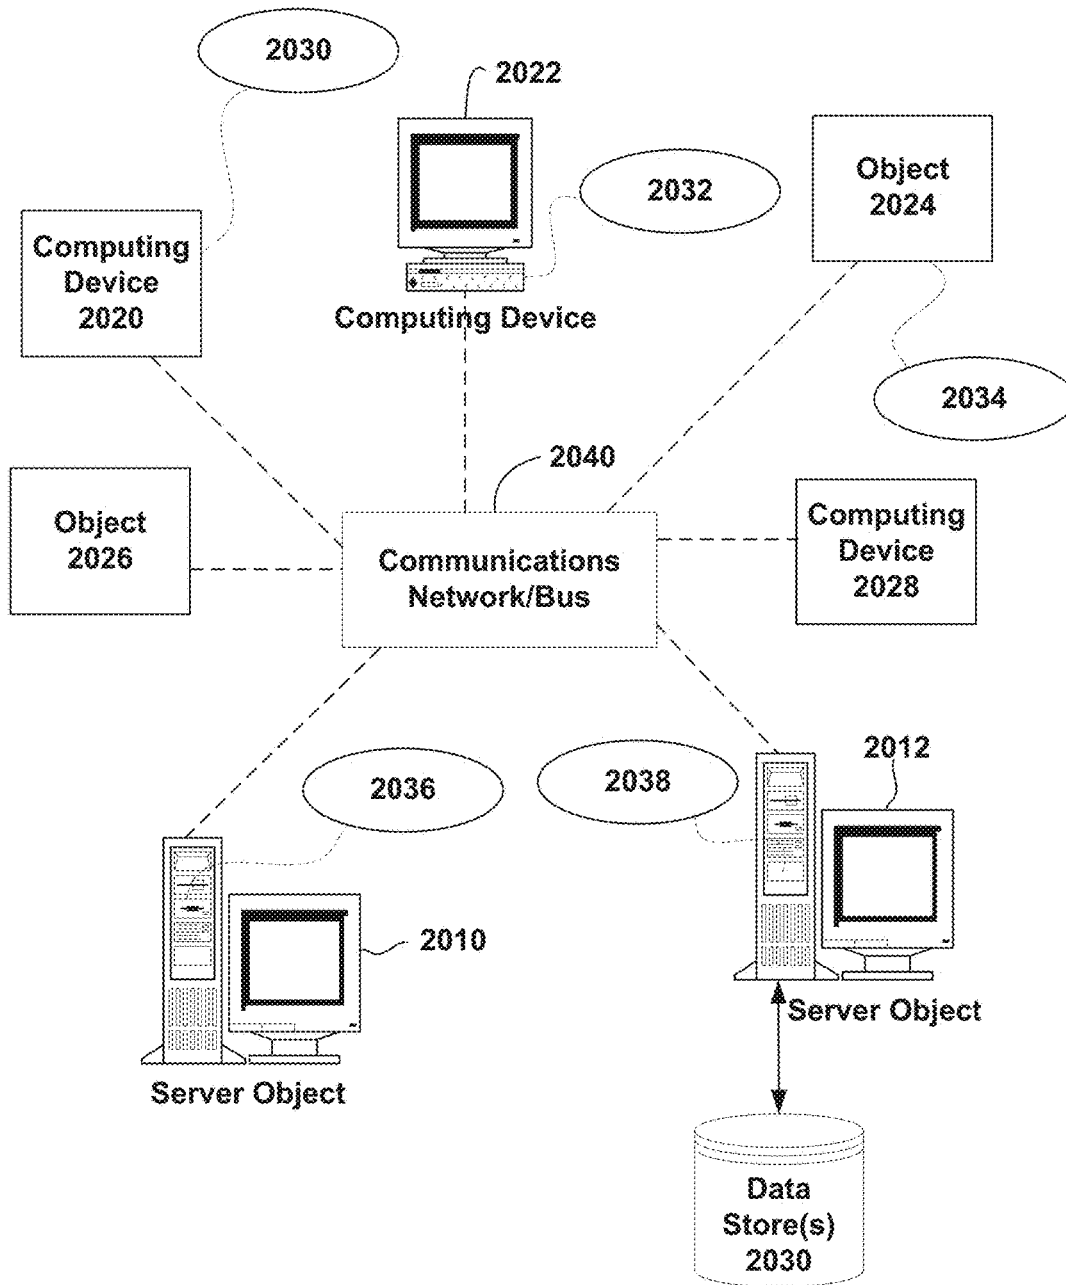 2030
2022
2032
Object
2024
Computing
Device
2020
Computing Device
2034
2040
Object
2026
Computing
Device
2028
Communications
Network/Bus
2036
2038
2012
2010
Server Object
Server Object
Data
Store(s)
2030